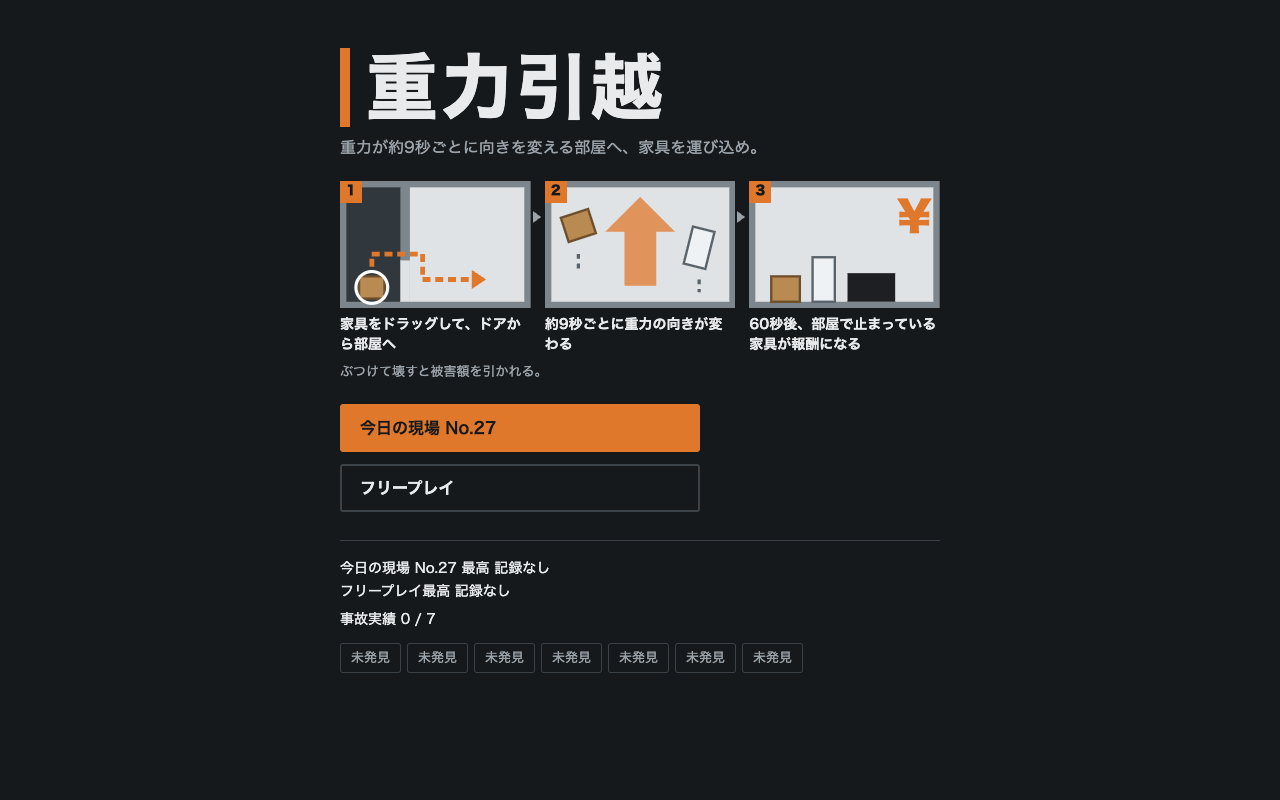 重力引越
重力が約9秒ごとに向きを変える部屋へ、家具を運び込め。
1
2
3
¥
家具をドラッグして、ドアか
ら部屋へ
約9秒ごとに重力の向きが変
わる
60秒後、部屋で止まっている
家具が報酬になる
ぶつけて壊すと被害額を引かれる。
今日の現場 No.27
フリープレイ
今日の現場 No.27 最高 記録なし
フリープレイ最高 記録なし
事故実績 0 / 7
未発見 未発見 未発見 未発見 未発見 未発見 未発見